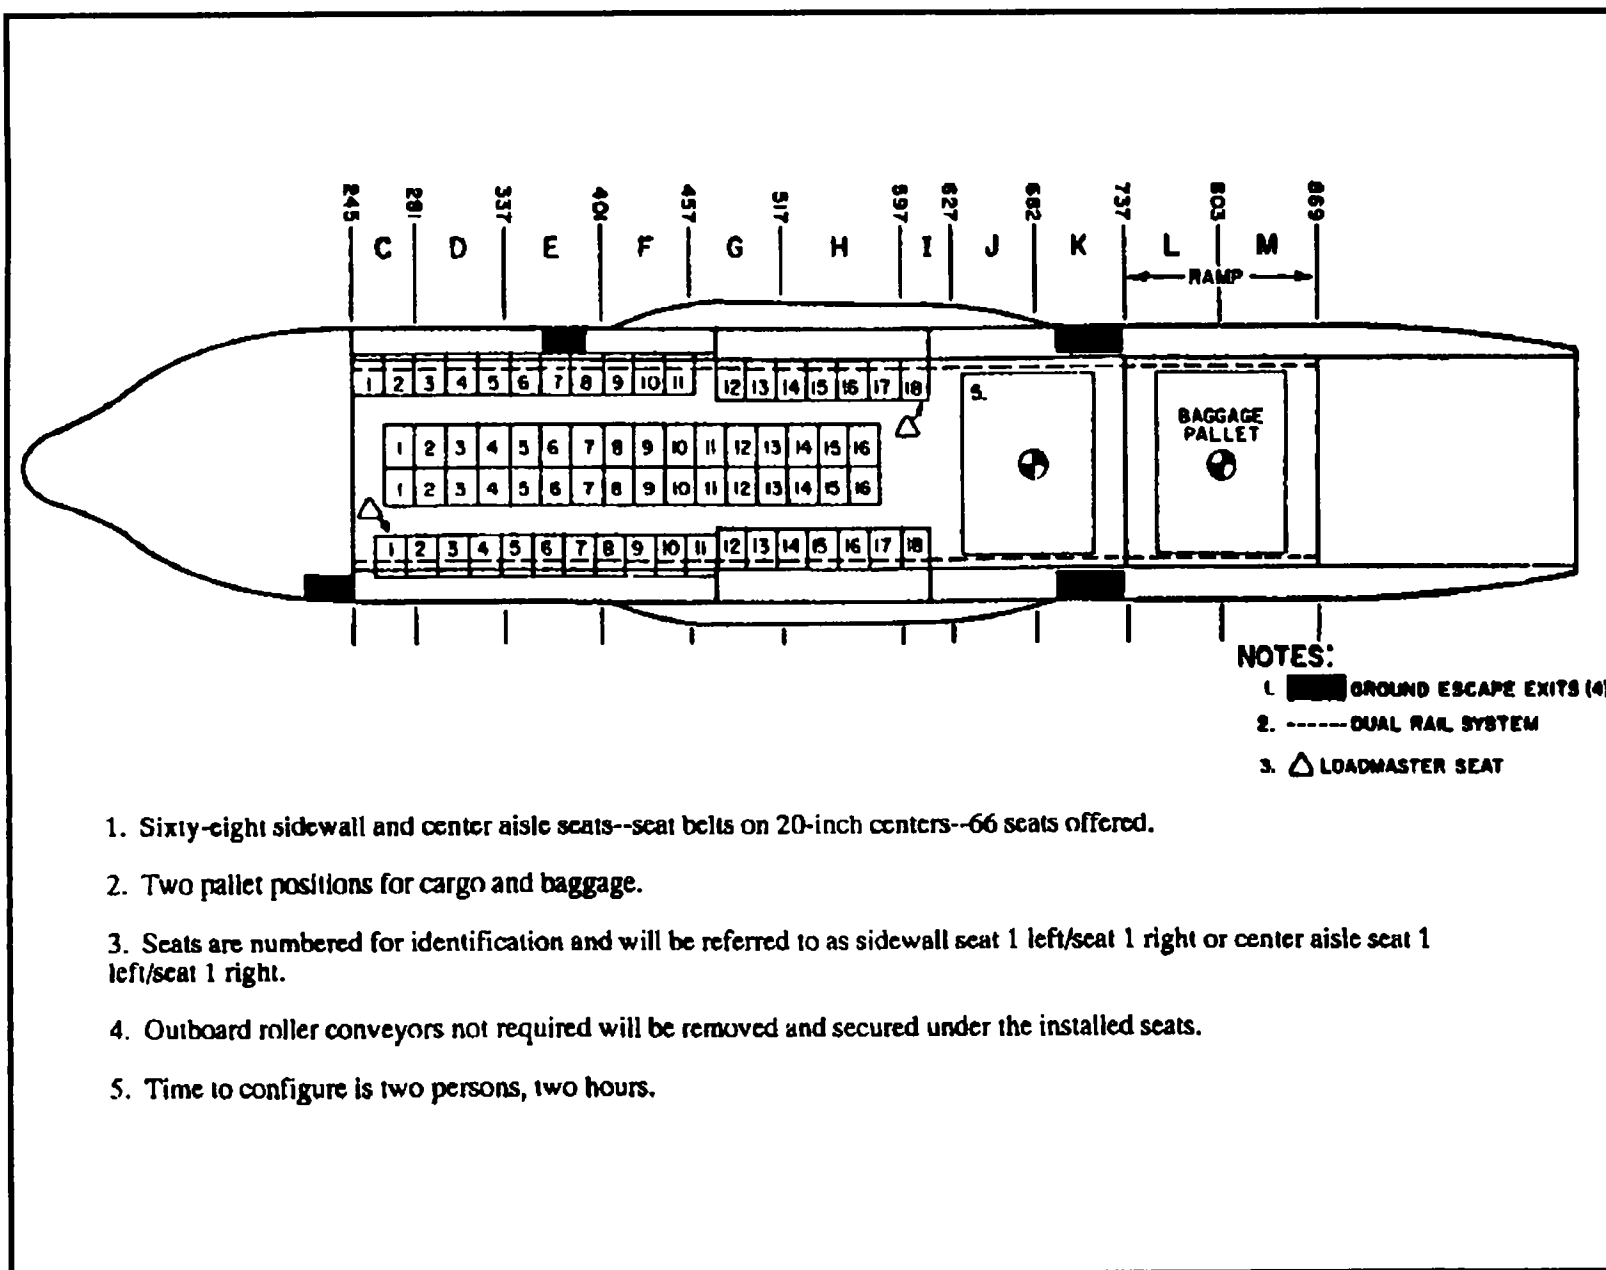 245 281 337 401 457 517 597 627 682 737 803 869
C D E F G H I J K L M
RAMP
1 2 3 4 5 6 7 8 9 10 11 12 13 14 15 16 17 18
5.
BAGGAGE
PALLET
1 2 3 4 5 6 7 8 9 10 11 12 13 14 15 16
1 2 3 4 5 6 7 8 9 10 11 12 13 14 15 16
1 2 3 4 5 6 7 8 9 10 11 12 13 14 15 16 17 18
NOTES:
1. GROUND ESCAPE EXITS (4)
2. ------ DUAL RAIL SYSTEM
3. △ LOADMASTER SEAT
1. Sixty-eight sidewall and center aisle seats--seat belts on 20-inch centers--66 seats offered.
2. Two pallet positions for cargo and baggage.
3. Seats are numbered for identification and will be referred to as sidewall seat 1 left/seat 1 right or center aisle seat 1
left/seat 1 right.
4. Outboard roller conveyors not required will be removed and secured under the installed seats.
5. Time to configure is two persons, two hours.